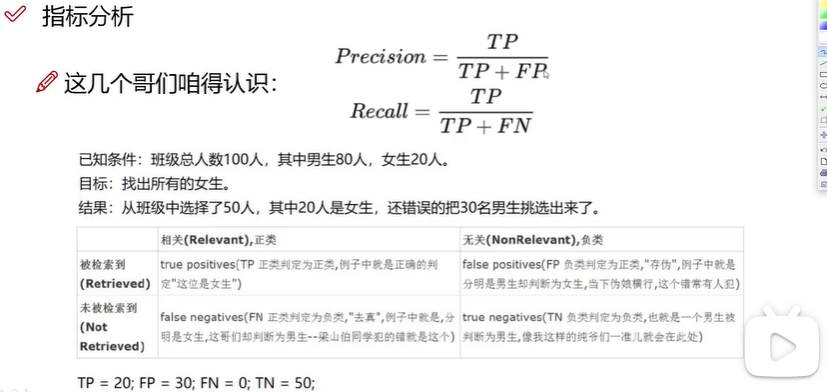 指标分析
这几个哥们咱得认识：
Precision = TP / (TP + FP)
Recall = TP / (TP + FN)
已知条件：班级总人数100人，其中男生80人，女生20人。
目标：找出所有的女生。
结果：从班级中选择了50人，其中20人是女生，还错误的把30名男生挑选出来了。
相关(Relevant),正类
无关(NonRelevant),负类
被检索到
(Retrieved)
true positives(TP 正类判定为正类,例子中就是正确的判
定"这位是女生")
false positives(FP 负类判定为正类,"存伪",例子中就是
分明是男生却判断为女生,当下伪娘横行,这个错常有人犯)
未被检索到
(Not
Retrieved)
false negatives(FN 正类判定为负类,"去真",例子中就是,分
明是女生,这哥们却判断为男生--梁山伯同学犯的错就是这个)
true negatives(TN 负类判定为负类,也就是一个男生被
判断为男生,像我这样的纯爷们一准儿就会在此处)
TP = 20; FP = 30; FN = 0; TN = 50;